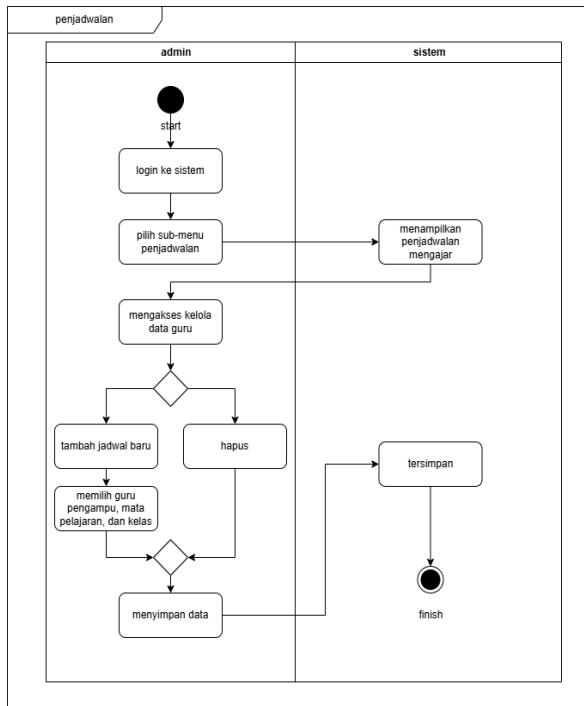 penjadwalan
admin
sistem
start
login ke sistem
pilih sub-menu
penjadwalan
menampilkan
penjadwalan
mengajar
mengakses kelola
data guru
tambah jadwal baru
hapus
memilih guru
pengampu, mata
pelajaran, dan kelas
menyimpan data
tersimpan
finish